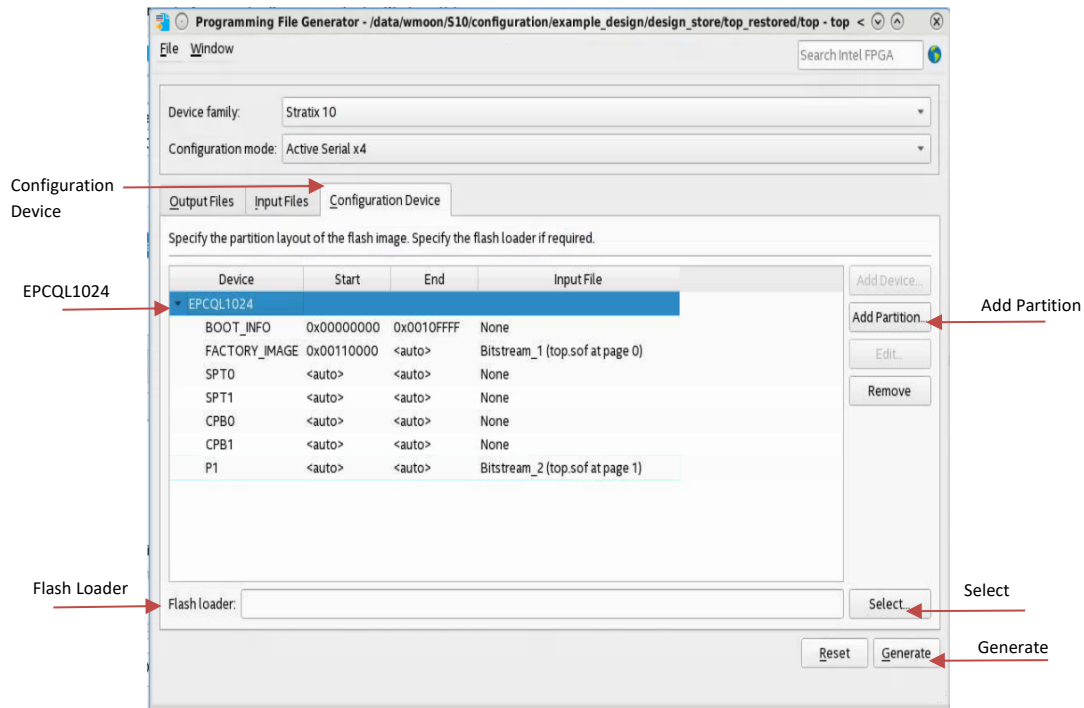 Programming File Generator - /data/wmoon/S10/configuration/example_design/design_store/top_restored/top - top <
File Window
Search Intel FPGA
Device family: Stratix 10
Configuration mode: Active Serial x4
Configuration Device
Output Files Input Files Configuration Device
Specify the partition layout of the flash image. Specify the flash loader if required.
Device Start End Input File
Add Device...
EPCQL1024
EPCQL1024
Add Partition...
Add Partition
BOOT_INFO 0x00000000 0x0010FFFF None
FACTORY_IMAGE 0x00110000 <auto> Bitstream_1 (top.sof at page 0)
Edit...
SPT0 <auto> <auto> None
SPT1 <auto> <auto> None
Remove
CPB0 <auto> <auto> None
CPB1 <auto> <auto> None
P1 <auto> <auto> Bitstream_2 (top.sof at page 1)
Flash Loader
Flash loader:
Select...
Select
Reset Generate
Generate